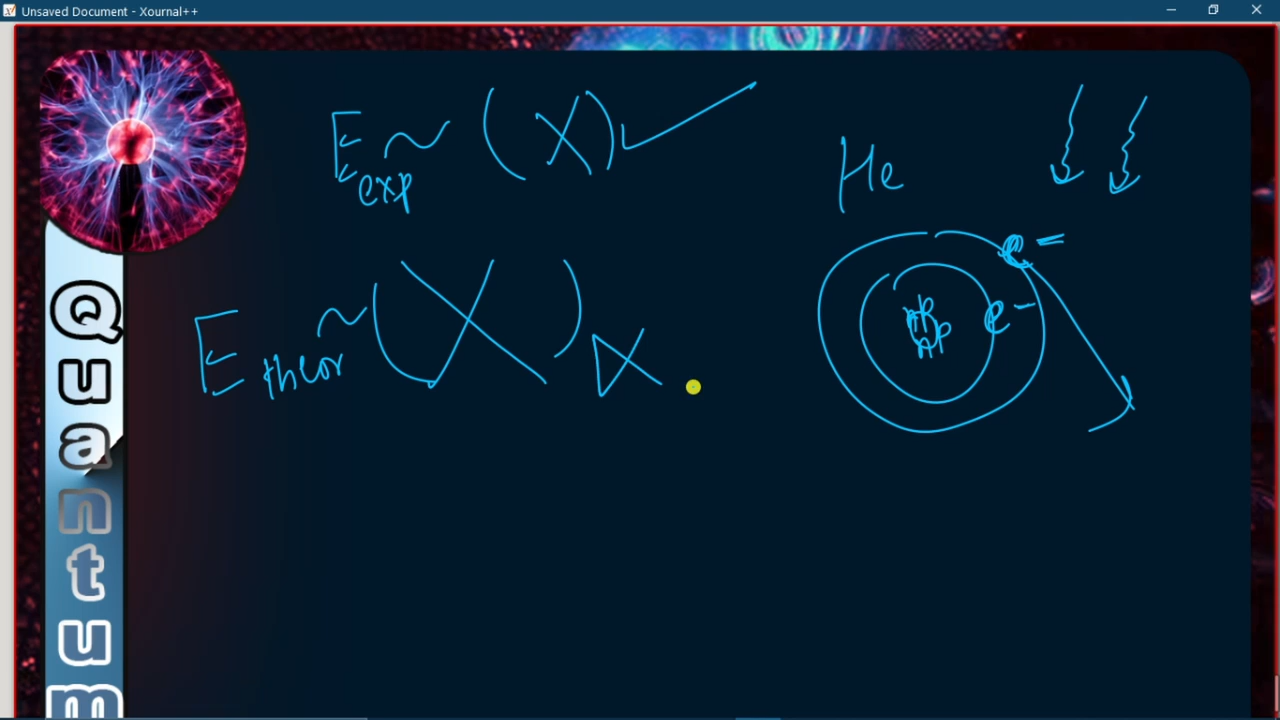 Unsaved Document - Xournal++
E exp ~ (X) ✓
He
E theor ~ (X)
e-
e-
n p
n p
Quantum